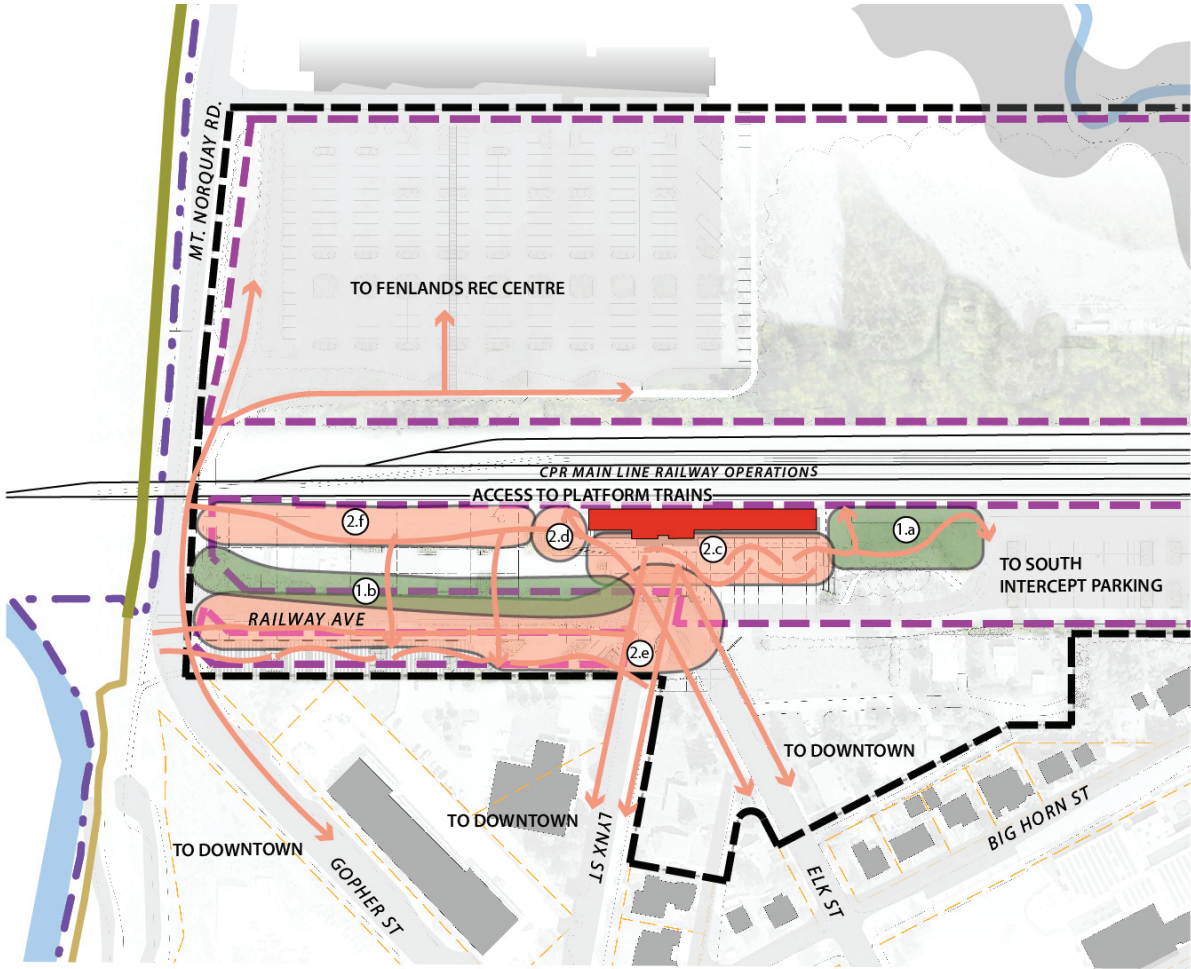 MT. NORQUAY RD.
TO FENLANDS REC CENTRE
CPR MAIN LINE RAILWAY OPERATIONS
ACCESS TO PLATFORM TRAINS
2.f
2.d
2.c
1.a
TO SOUTH
INTERCEPT PARKING
1.b
RAILWAY AVE
2.e
TO DOWNTOWN
TO DOWNTOWN
TO DOWNTOWN
GOPHER ST
LYNX ST
ELK ST
BIG HORN ST